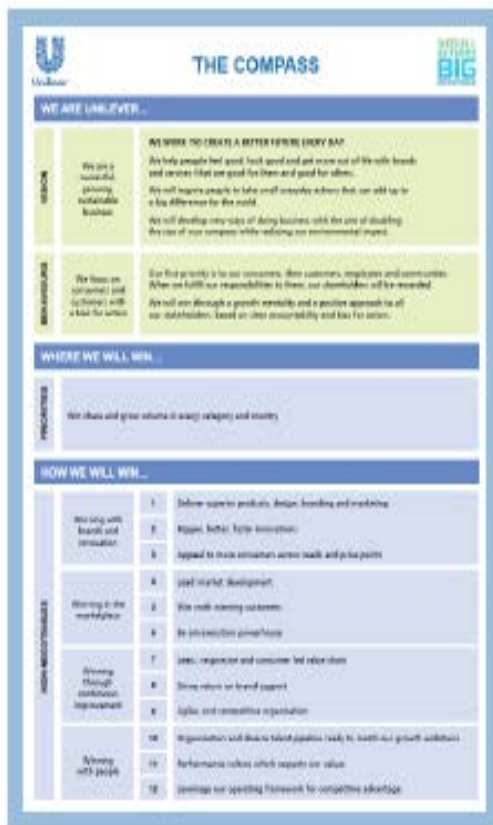 Unilever
THE COMPASS
SMALL ACTIONS
BIG
DIFFERENCE
WE ARE UNILEVER...
VISION
We are a
successful,
growing,
sustainable
business
WE WORK TO CREATE A BETTER FUTURE EVERY DAY
We help people feel good, look good and get more out of life with brands
and services that are good for them and good for others.
We will inspire people to take small everyday actions that can add up to
a big difference for the world.
We will develop new ways of doing business with the aim of doubling
the size of our company while reducing our environmental impact.
BEHAVIOURS
We focus on
consumers and
customers with
a bias for action
Our first priority is to our consumers, then customers, employees and communities.
When we fulfil our responsibilities to them, our shareholders will be rewarded.
We will win through a growth mentality and a positive approach to all
our stakeholders, based on clear accountability and bias for action.
WHERE WE WILL WIN...
PRIORITIES
Win share and grow volume in every category and country
HOW WE WILL WIN...
NON-NEGOTIABLES
Winning with
brands and
innovation
1 Deliver superior products, design, branding and marketing
2 Bigger, better, faster innovations
3 Appeal to more consumers across needs and price points
Winning in the
marketplace
4 Lead market development
5 Win with winning customers
6 Be an execution powerhouse
Winning
through
continuous
improvement
7 Lean, responsive and consumer led value chain
8 Drive return on brand support
9 Agile, cost competitive organisation
Winning
with people
10 Organisation and diverse talent pipeline ready to match our growth ambitions
11 Performance culture which respects our values
12 Leverage our operating framework for competitive advantage